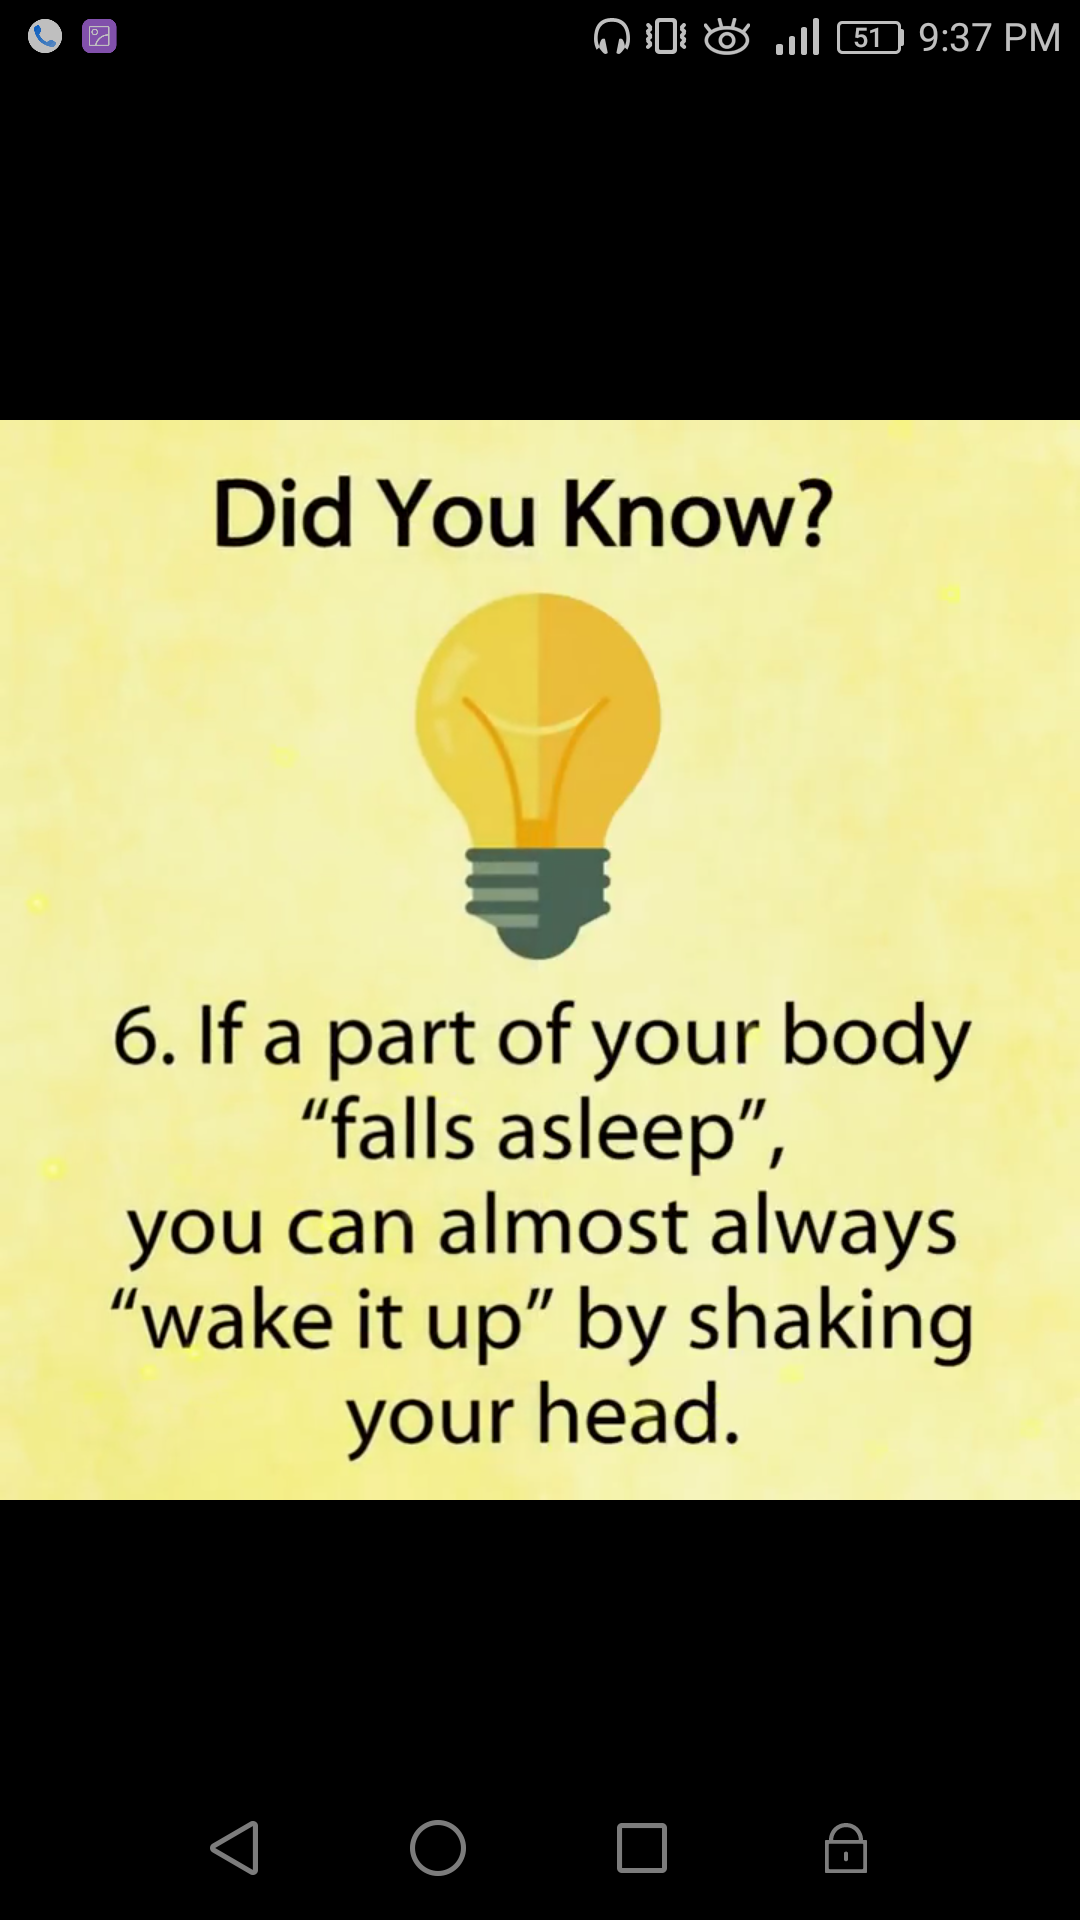 51 9:37 PM
Did You Know?
6. If a part of your body
“falls asleep”,
you can almost always
“wake it up” by shaking
your head.